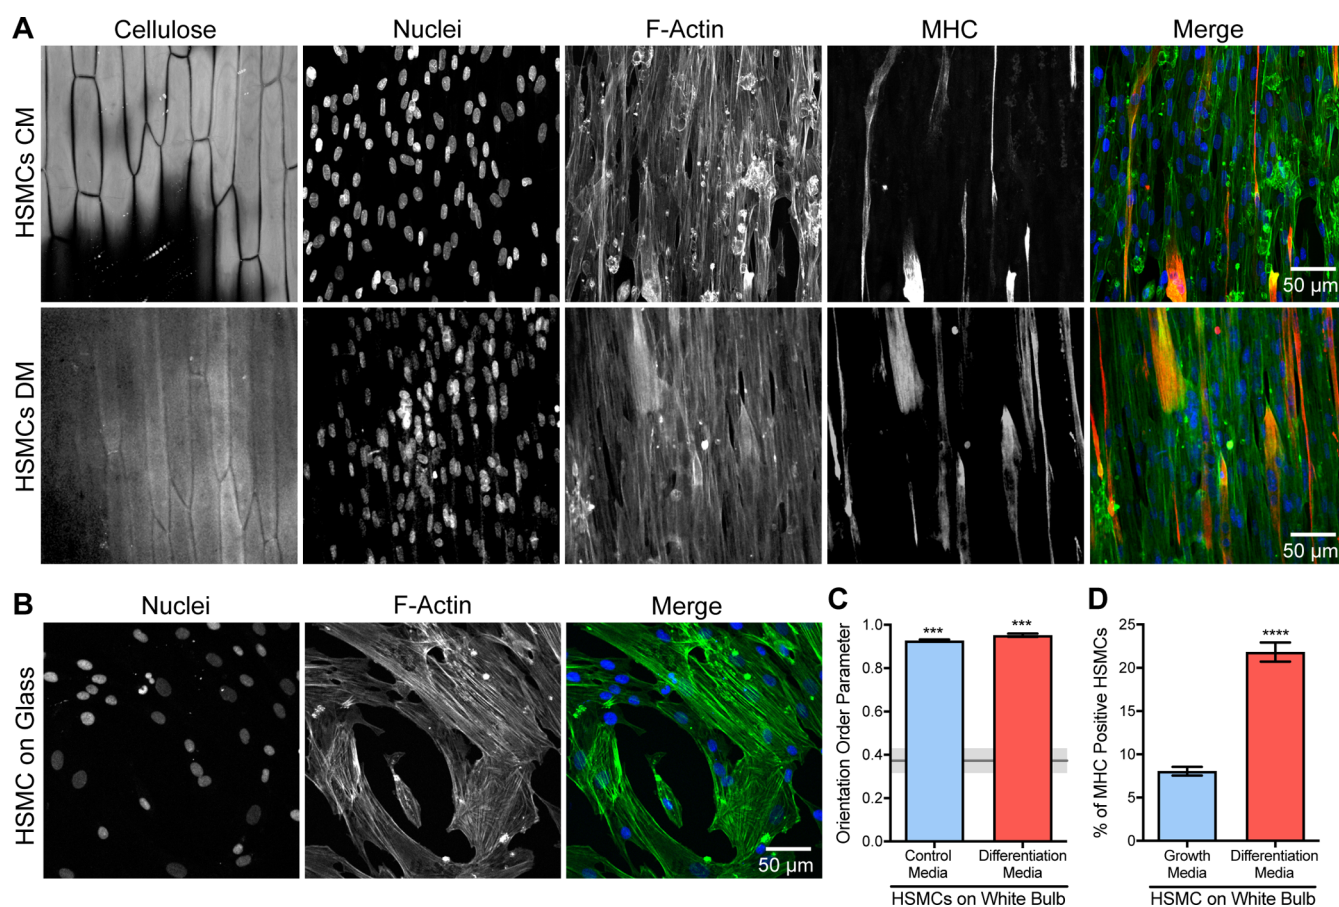 A
Cellulose
Nuclei
F-Actin
MHC
Merge
HSMCs CM
50 µm
HSMCs DM
50 µm
B
Nuclei
F-Actin
Merge
HSMC on Glass
50 µm
C
Orientation Order Parameter
1.0
0.8
0.6
0.4
0.2
0.0
***
***
Control
Media
Differentiation
Media
HSMCs on White Bulb
D
% of MHC Positive HSMCs
25
20
15
10
5
0
****
Growth
Media
Differentiation
Media
HSMC on White Bulb